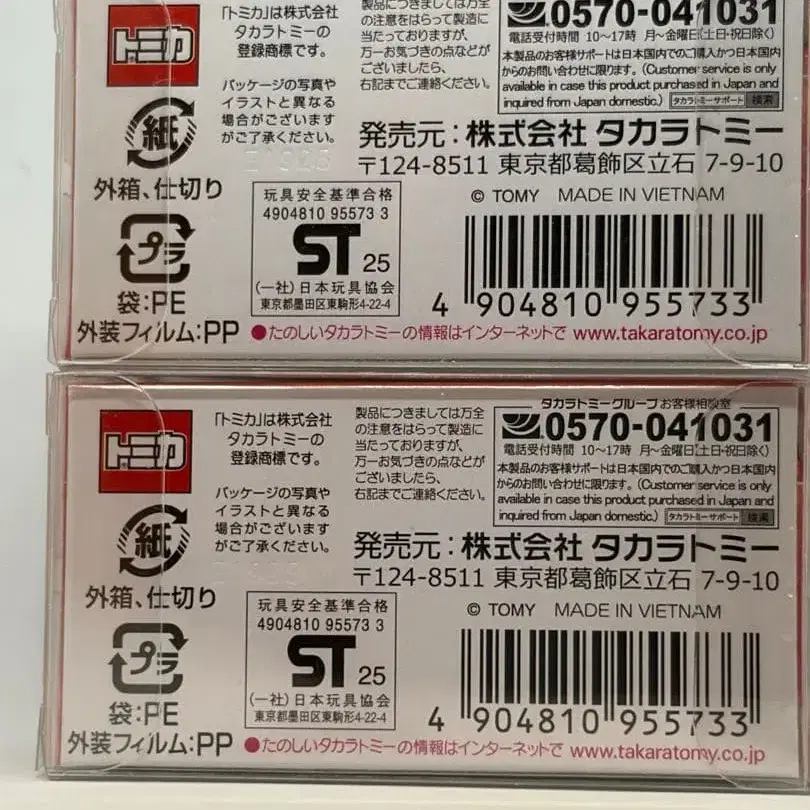 トミカ
「トミカ」は株式会社
タカラトミーの
登録商標です。
パッケージの写真や
イラストと異なる
場合がございます
がご了承ください。
製品につきましては万全
の注意をはらって製造に
当たっておりますが、
万一お気づきの点などが
ございましたら、
右記までご連絡ください。
0570-041031
電話受付時間 10〜17時 月〜金曜日(土・日・祝日除く)
本製品のお客様サポートは日本国内でのご購入かつ日本国内
からのお問い合わせに限ります。(Customer service is only
available in case this product purchased in Japan and
inquired from Japan domestic.) タカラトミーサポート 検索
発売元:株式会社 タカラトミー
〒124-8511 東京都葛飾区立石 7-9-10
© TOMY MADE IN VIETNAM
紙
外箱、仕切り
プラ
袋:PE
外装フィルム:PP
玩具安全基準合格
4904810 95573 3
ST 25
(一社)日本玩具協会
東京都墨田区東駒形4-22-4
4 904810 955733
●たのしいタカラトミーの情報はインターネットで www.takaratomy.co.jp
トミカ
「トミカ」は株式会社
タカラトミーの
登録商標です。
パッケージの写真や
イラストと異なる
場合がございます
がご了承ください。
製品につきましては万全
の注意をはらって製造に
当たっておりますが、
万一お気づきの点などが
ございましたら、
右記までご連絡ください。
タカラトミーグループ お客様相談室
0570-041031
電話受付時間 10〜17時 月〜金曜日(土・日・祝日除く)
本製品のお客様サポートは日本国内でのご購入かつ日本国内
からのお問い合わせに限ります。(Customer service is only
available in case this product purchased in Japan and
inquired from Japan domestic.) タカラトミーサポート 検索
発売元:株式会社 タカラトミー
〒124-8511 東京都葛飾区立石 7-9-10
© TOMY MADE IN VIETNAM
紙
外箱、仕切り
プラ
袋:PE
外装フィルム:PP
玩具安全基準合格
4904810 95573 3
ST 25
(一社)日本玩具協会
東京都墨田区東駒形4-22-4
4 904810 955733
●たのしいタカラトミーの情報はインターネットで www.takaratomy.co.jp